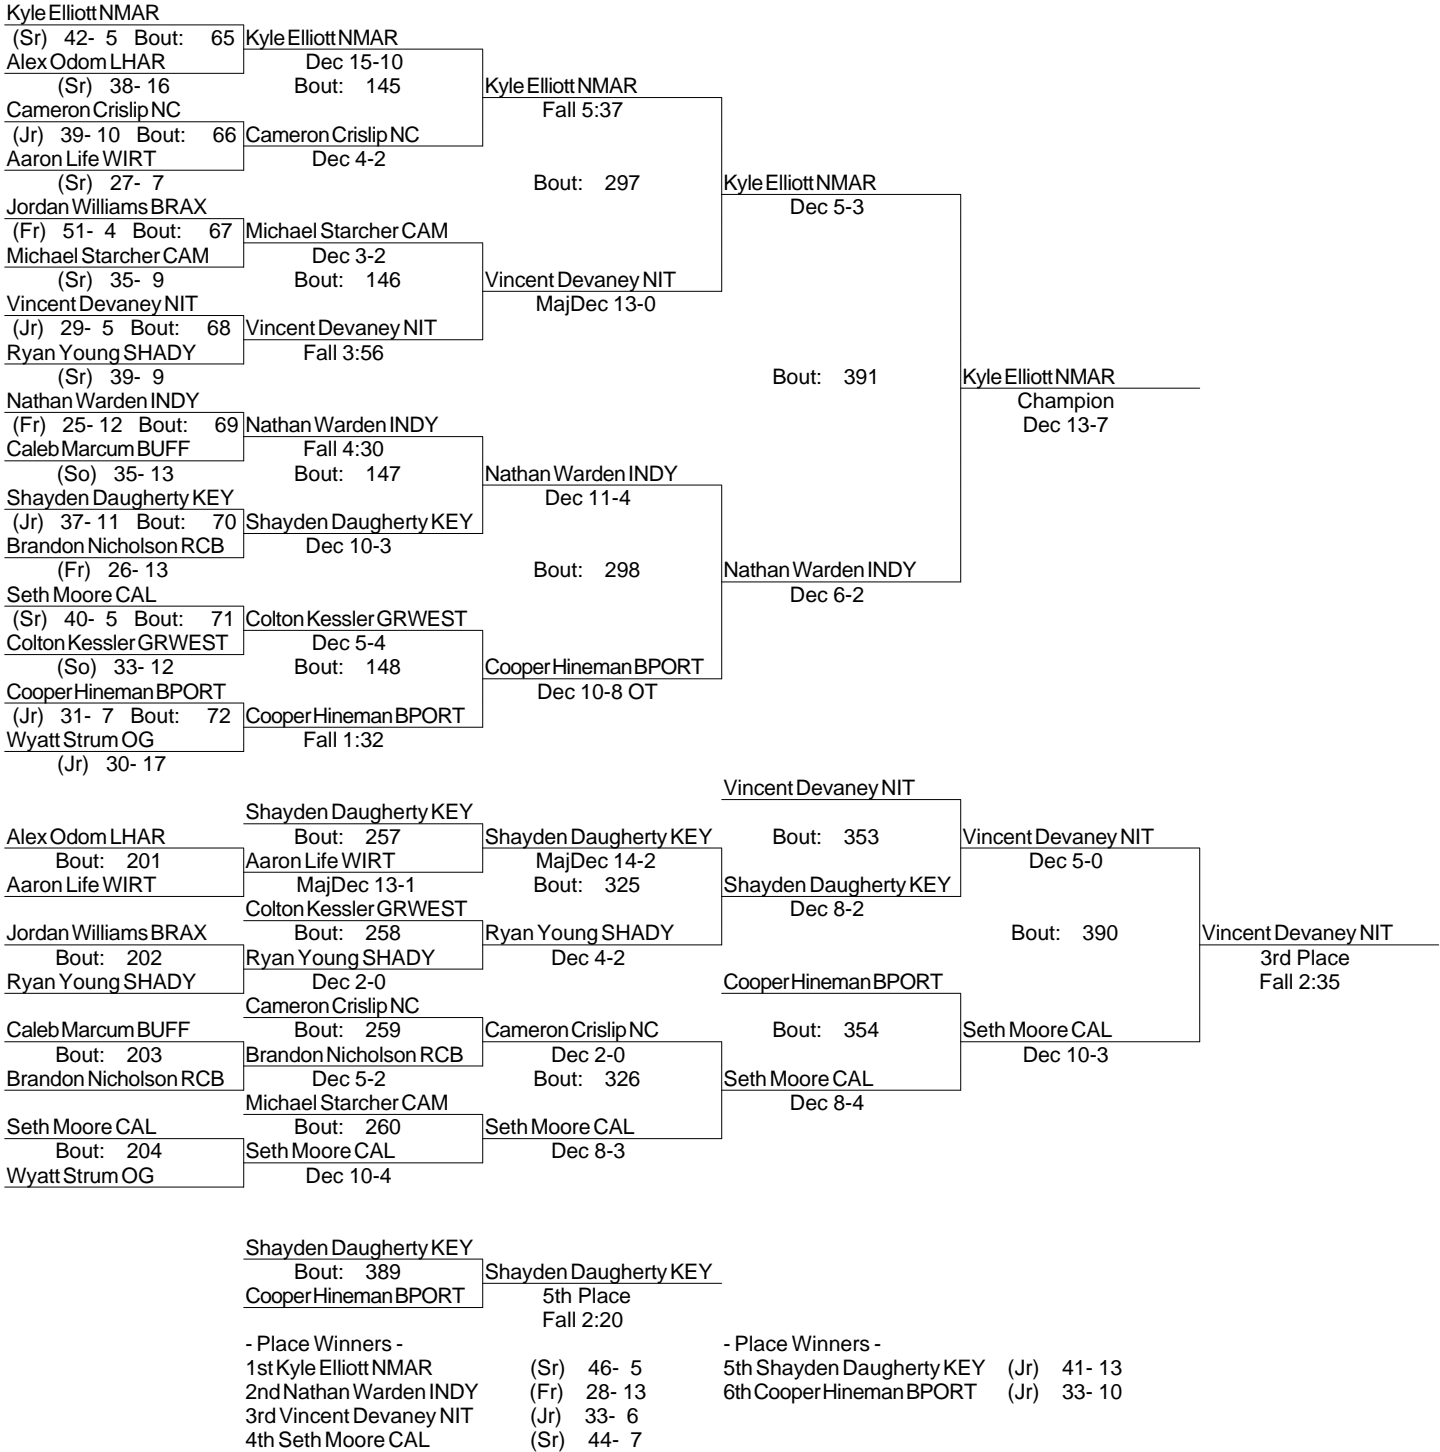 Kyle Elliott NMAR
(Sr) 42- 5 Bout: 65 Kyle Elliott NMAR
Alex Odom LHAR Dec 15-10
(Sr) 38- 16 Bout: 145 Kyle Elliott NMAR
Cameron Crislip NC Fall 5:37
(Jr) 39- 10 Bout: 66 Cameron Crislip NC
Aaron Life WIRT Dec 4-2
(Sr) 27- 7 Bout: 297 Kyle Elliott NMAR
Jordan Williams BRAX Dec 5-3
(Fr) 51- 4 Bout: 67 Michael Starcher CAM
Michael Starcher CAM Dec 3-2
(Sr) 35- 9 Bout: 146 Vincent Devaney NIT
Vincent Devaney NIT MajDec 13-0
(Jr) 29- 5 Bout: 68 Vincent Devaney NIT
Ryan Young SHADY Fall 3:56
(Sr) 39- 9 Bout: 391 Kyle Elliott NMAR
Nathan Warden INDY Champion
(Fr) 25- 12 Bout: 69 Nathan Warden INDY Dec 13-7
Caleb Marcum BUFF Fall 4:30
(So) 35- 13 Bout: 147 Nathan Warden INDY
Shayden Daugherty KEY Dec 11-4
(Jr) 37- 11 Bout: 70 Shayden Daugherty KEY
Brandon Nicholson RCB Dec 10-3
(Fr) 26- 13 Bout: 298 Nathan Warden INDY
Seth Moore CAL Dec 6-2
(Sr) 40- 5 Bout: 71 Colton Kessler GRWEST
Colton Kessler GRWEST Dec 5-4
(So) 33- 12 Bout: 148 Cooper Hineman BPORT
Cooper Hineman BPORT Dec 10-8 OT
(Jr) 31- 7 Bout: 72 Cooper Hineman BPORT
Wyatt Strum OG Fall 1:32
(Jr) 30- 17
Vincent Devaney NIT
Shayden Daugherty KEY
Alex Odom LHAR Bout: 257 Shayden Daugherty KEY Bout: 353 Vincent Devaney NIT
Bout: 201 Aaron Life WIRT MajDec 14-2 Dec 5-0
Aaron Life WIRT MajDec 13-1 Bout: 325 Shayden Daugherty KEY
Colton Kessler GRWEST Dec 8-2
Jordan Williams BRAX Bout: 258 Ryan Young SHADY Bout: 390 Vincent Devaney NIT
Bout: 202 Ryan Young SHADY Dec 4-2 3rd Place
Ryan Young SHADY Dec 2-0 Cooper Hineman BPORT Fall 2:35
Cameron Crislip NC
Caleb Marcum BUFF Bout: 259 Cameron Crislip NC Bout: 354 Seth Moore CAL
Bout: 203 Brandon Nicholson RCB Dec 2-0 Dec 10-3
Brandon Nicholson RCB Dec 5-2 Bout: 326 Seth Moore CAL
Michael Starcher CAM Dec 8-4
Seth Moore CAL Bout: 260 Seth Moore CAL
Bout: 204 Seth Moore CAL Dec 8-3
Wyatt Strum OG Dec 10-4
Shayden Daugherty KEY
Bout: 389 Shayden Daugherty KEY
Cooper Hineman BPORT 5th Place
Fall 2:20
- Place Winners - - Place Winners -
1st Kyle Elliott NMAR (Sr) 46- 5 5th Shayden Daugherty KEY (Jr) 41- 13
2nd Nathan Warden INDY (Fr) 28- 13 6th Cooper Hineman BPORT (Jr) 33- 10
3rd Vincent Devaney NIT (Jr) 33- 6
4th Seth Moore CAL (Sr) 44- 7